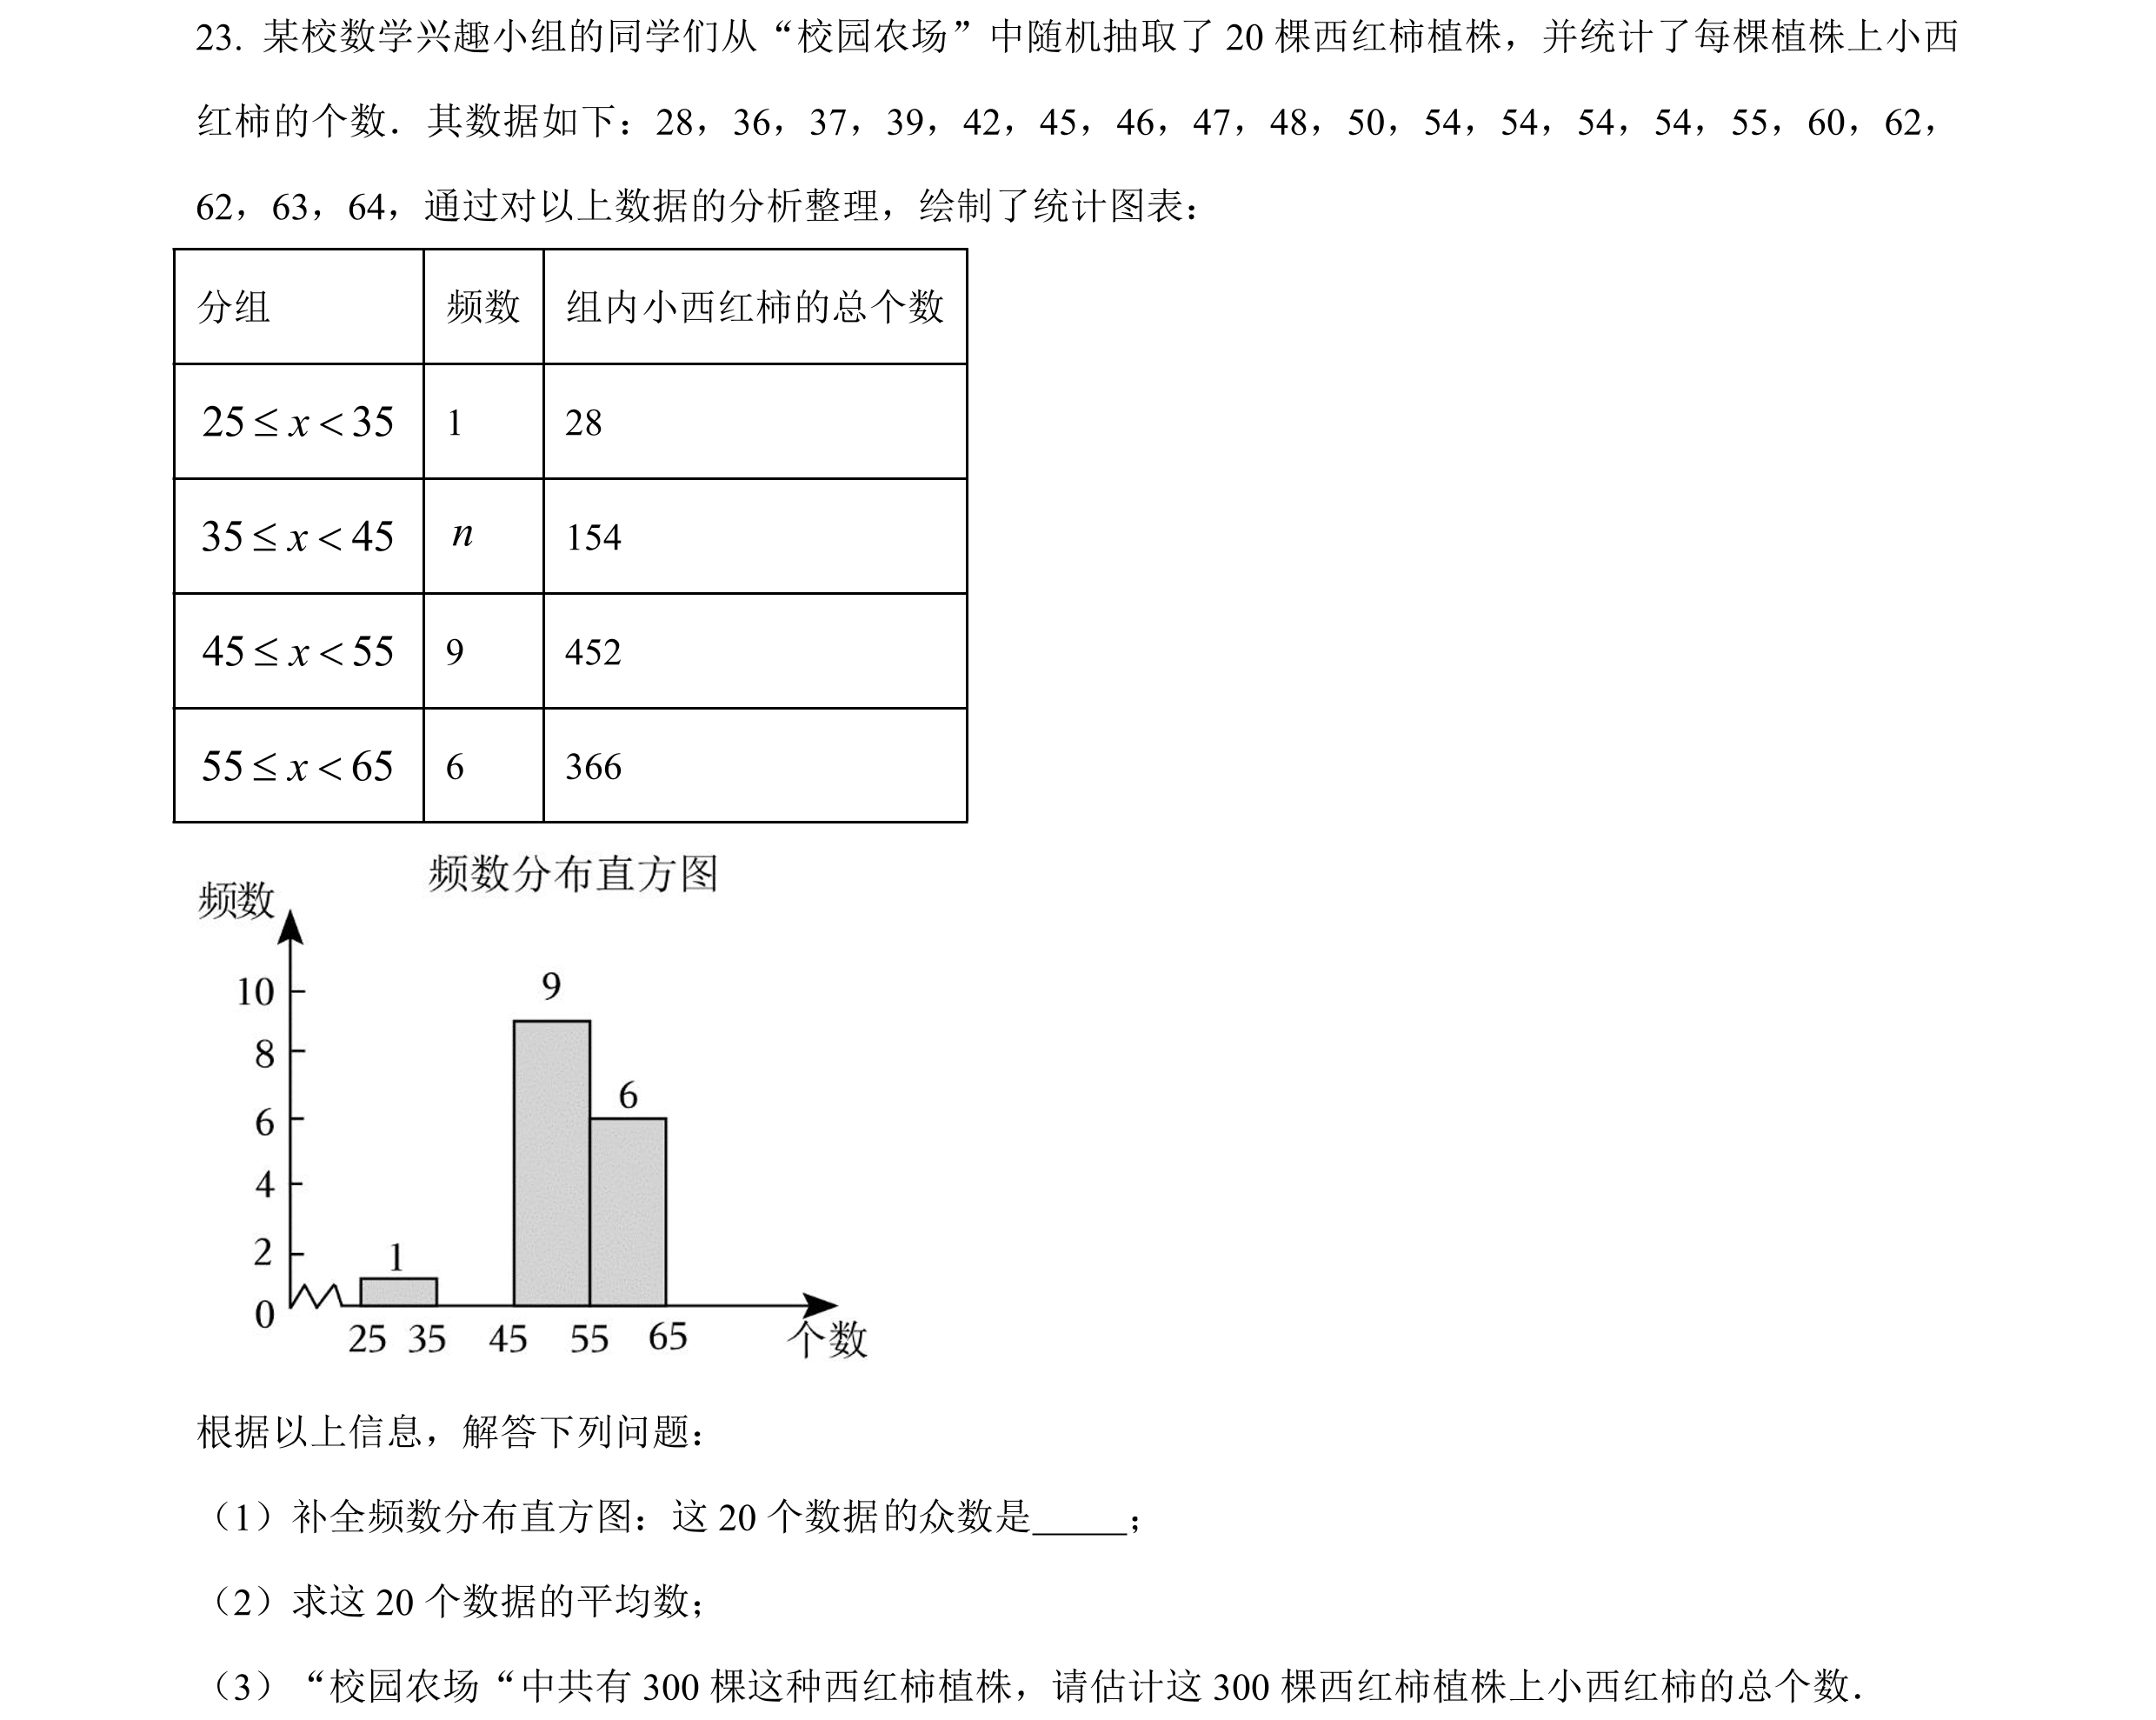 23. 某校数学兴趣小组的同学们从“校园农场”中随机抽取了 20 棵西红柿植株，并统计了每棵植株上小西
红柿的个数．其数据如下：28，36，37，39，42，45，46，47，48，50，54，54，54，54，55，60，62，
62，63，64，通过对以上数据的分析整理，绘制了统计图表：
分组 频数 组内小西红柿的总个数
25≤x<35 1 28
35≤x<45 n 154
45≤x<55 9 452
55≤x<65 6 366
频数分布直方图
频数
10
9
8
6
6
4
2
1
0
25 35 45 55 65
个数
根据以上信息，解答下列问题：
（1）补全频数分布直方图：这 20 个数据的众数是_____；
（2）求这 20 个数据的平均数；
（3）“校园农场“中共有 300 棵这种西红柿植株，请估计这 300 棵西红柿植株上小西红柿的总个数．